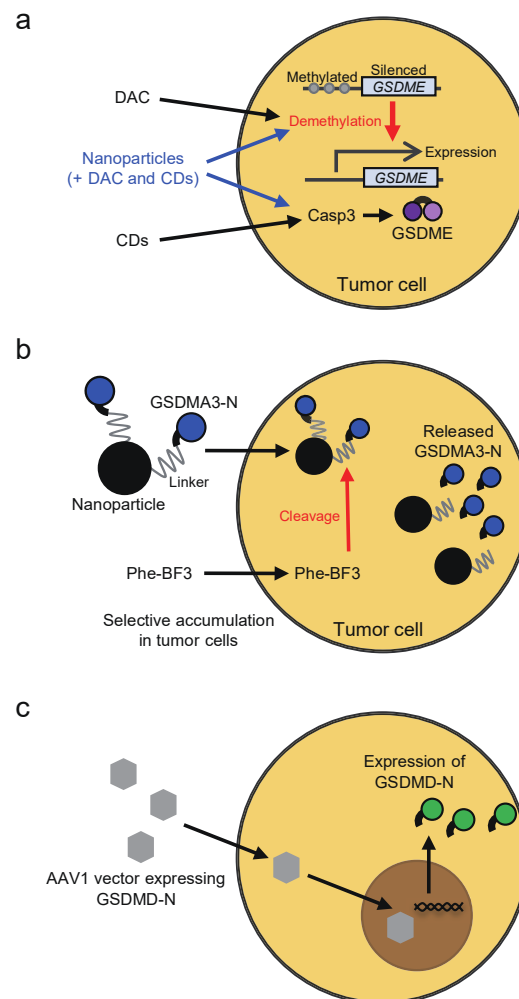 a
Methylated
Silenced
GSDME
DAC
Demethylation
Nanoparticles
(+ DAC and CDs)
Expression
GSDME
CDs
Casp3
GSDME
Tumor cell
b
GSDMA3-N
Linker
Nanoparticle
Released
GSDMA3-N
Cleavage
Phe-BF3
Phe-BF3
Selective accumulation
in tumor cells
Tumor cell
c
Expression of
GSDMD-N
AAV1 vector expressing
GSDMD-N